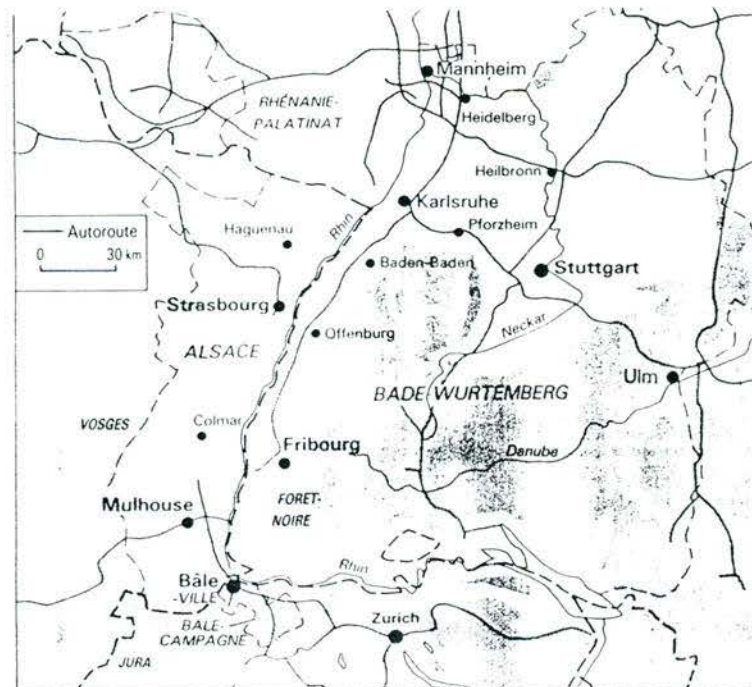 Mannheim
RHÉNANIE-
PALATINAT
Heidelberg
Heilbronn
Karlsruhe
Rhin
Pforzheim
Autoroute
0 30 km
Haguenau
Baden-Baden
Stuttgart
Strasbourg
Offenburg
Neckar
ALSACE
Ulm
BADE WURTEMBERG
VOSGES
Colmar
Fribourg
Danube
FORET-
NOIRE
Mulhouse
Rhin
Bâle
-VILLE
BALE-
CAMPAGNE
Zurich
JURA